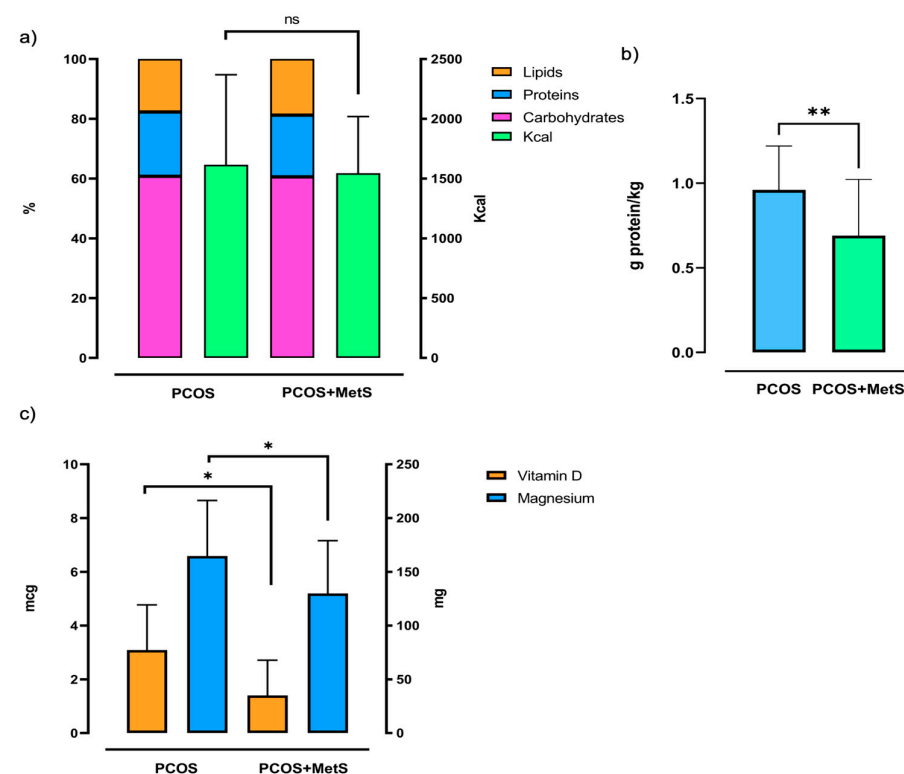 a)
ns
100
80
60
40
20
0
%
2500
2000
1500
1000
500
0
Kcal
Lipids
Proteins
Carbohydrates
Kcal
PCOS
PCOS+MetS
b)
**
1.5
1.0
0.5
0.0
g protein/kg
PCOS
PCOS+MetS
c)
*
*
10
8
6
4
2
0
mcg
250
200
150
100
50
0
mg
Vitamin D
Magnesium
PCOS
PCOS+MetS